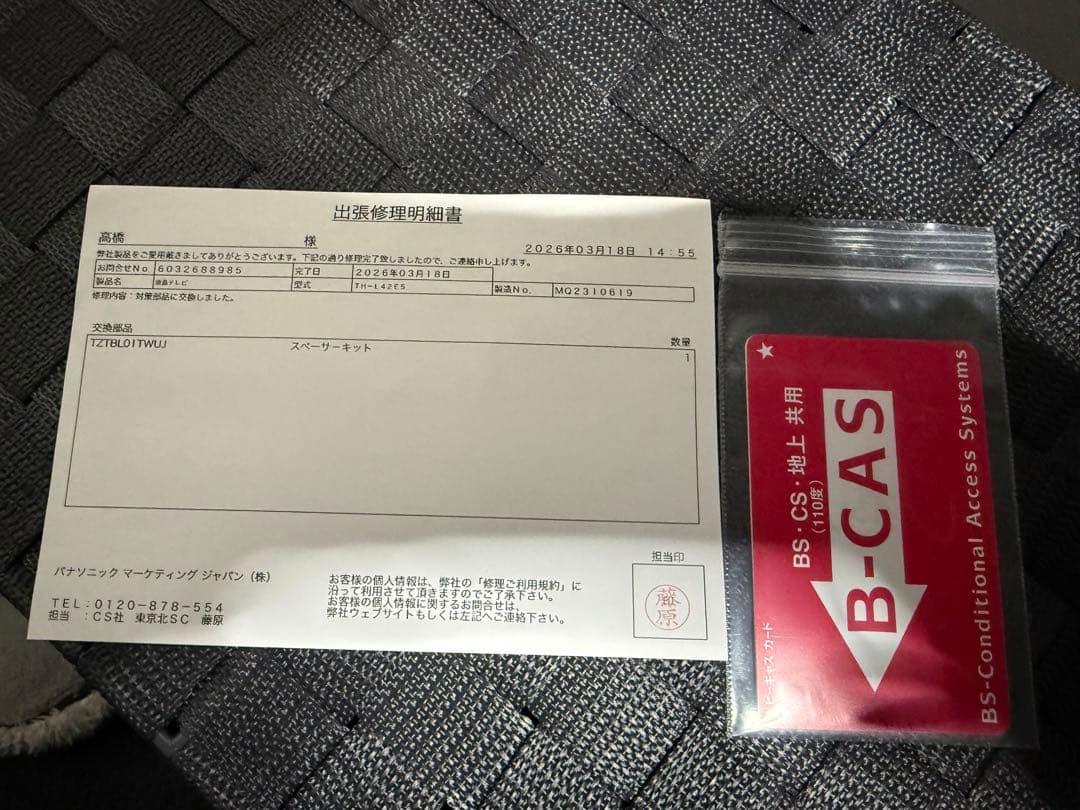 出張修理明細書
高橋 様
2026年03月18日 14:55
弊社製品をご愛用戴きましてありがとうございます。下記の通り修理完了致しましたので、ご連絡申し上げます。
お問合せNo 6032688985 完了日 2026年03月18日
製品名 液晶テレビ 型式 TH-L42E5 製造No. MQ2310619
修理内容:対策部品に交換しました。
交換部品 数量
TZTBL01TWUJ スペーサーキット 1
パナソニック マーケティング ジャパン(株)
TEL:0120-878-554
担当 :CS社 東京北SC 藤原
お客様の個人情報は、弊社の「修理ご利用規約」に
沿って利用させて頂きますのでご了承下さい。
お客様の個人情報に関するお問合せは、
弊社ウェブサイトもしくは左記へご連絡下さい。
担当印
藤原
★
BS・CS・地上 共用
(110度)
B-CAS
BS-Conditional Access Systems
ビーキャス カード